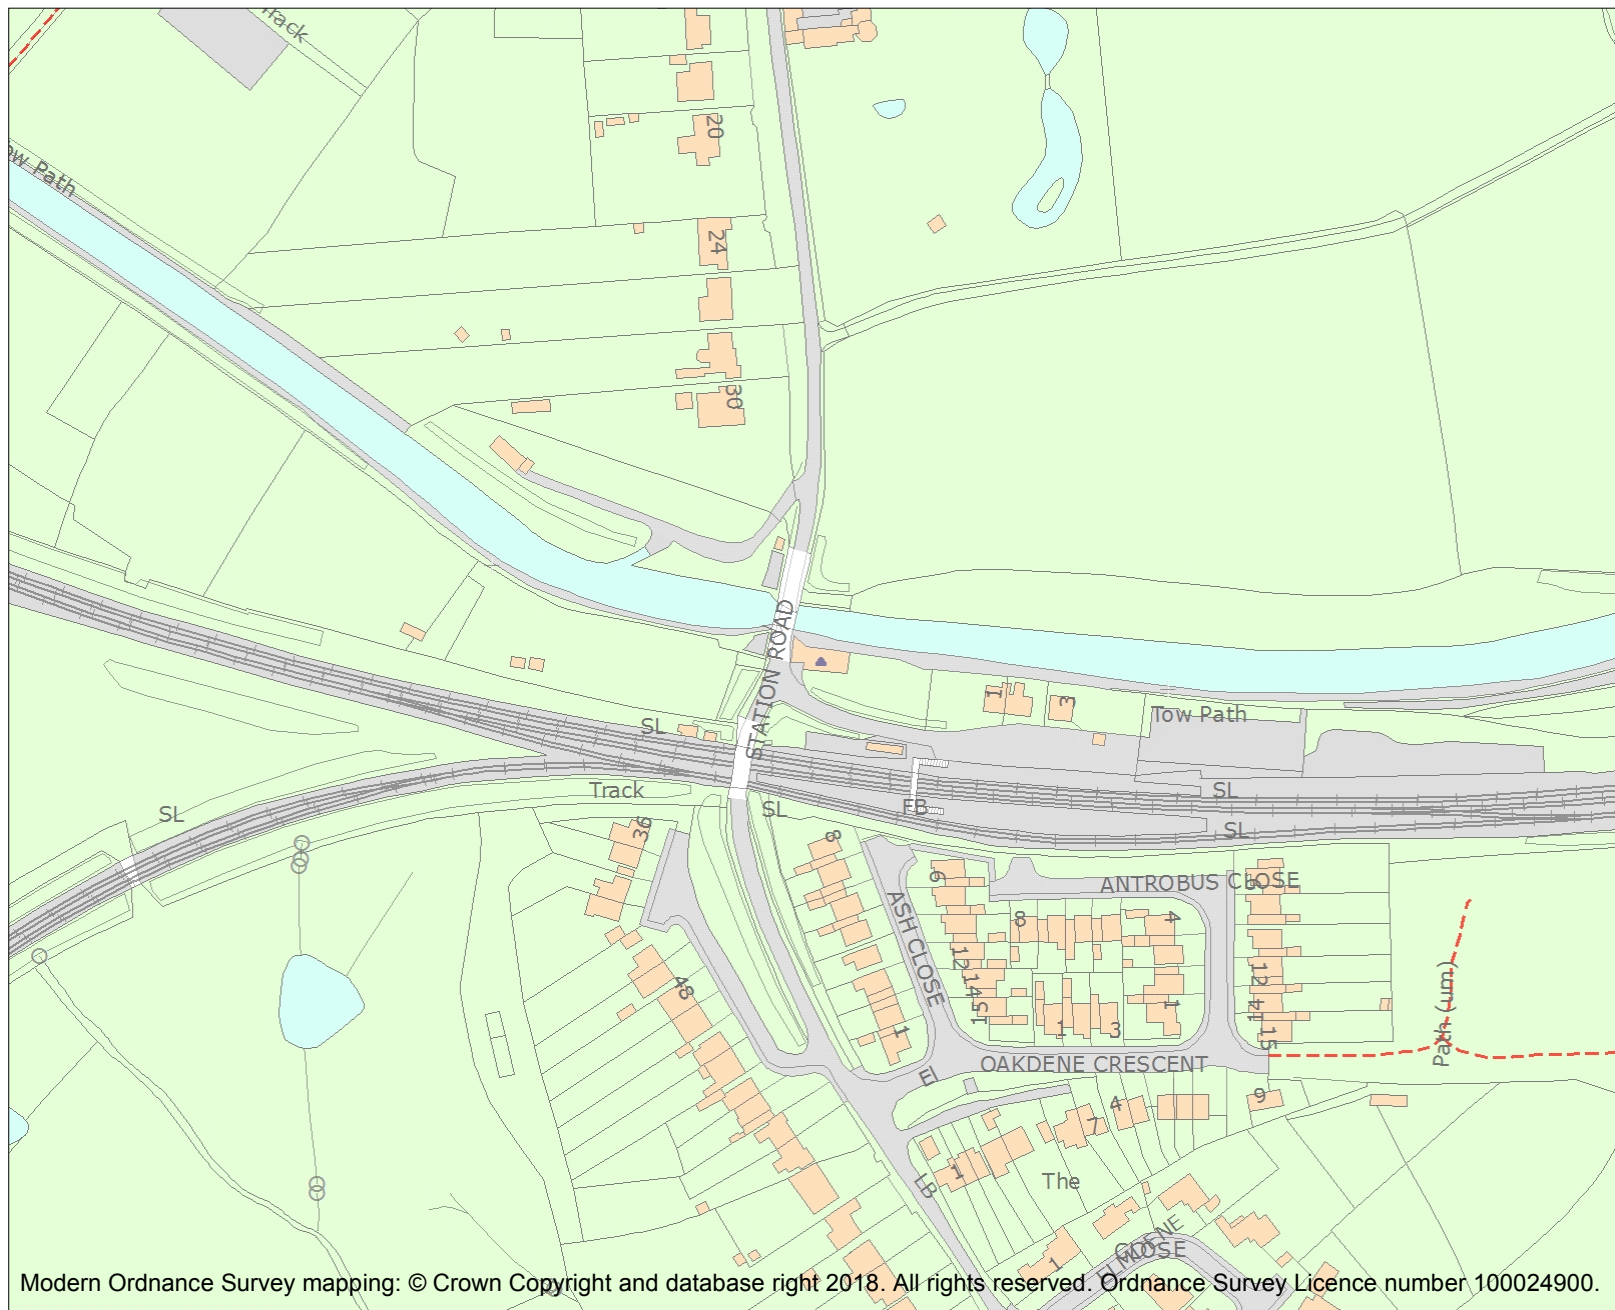 Track
20
ow Path
24
30
STATION ROAD
1
3
Tow Path
SL
SL
Track
SL
FB
SL
SL
36
8
9
ANTROBUS CLOSE
ASH CLOSE
8
4
12
14
15
12
14
15
48
1
1
3
1
Path (um)
OAKDENE CRESCENT
El
9
4
7
1
LB
The
ELMDENE
CLOSE
1
Modern Ordnance Survey mapping: © Crown Copyright and database right 2018. All rights reserved. Ordnance Survey Licence number 100024900.